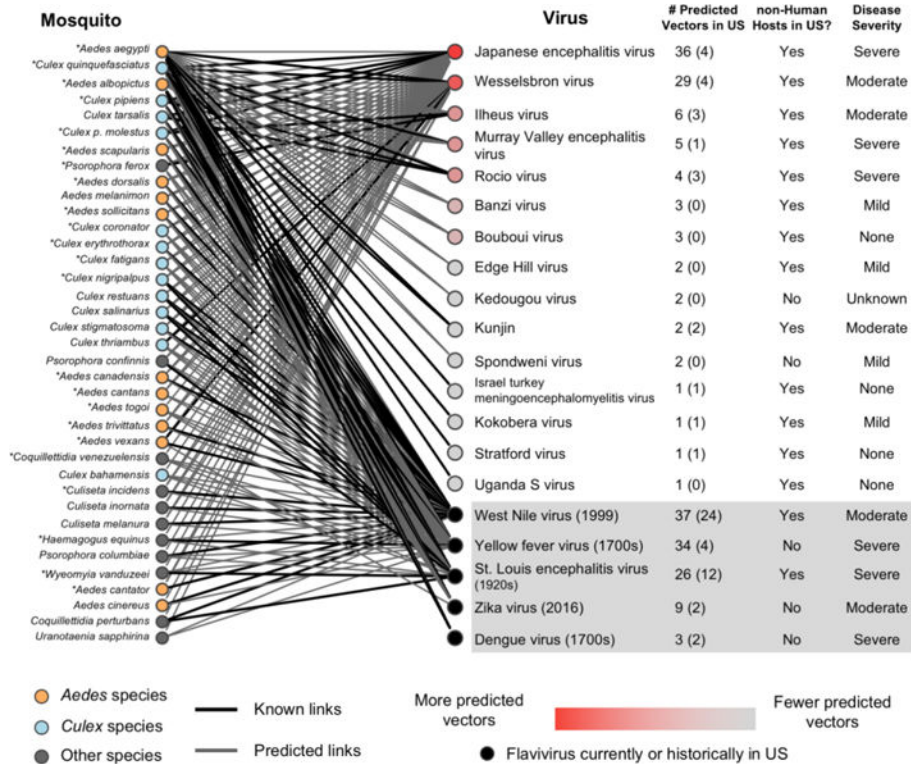 Mosquito
Virus
# Predicted Vectors in US
non-Human Hosts in US?
Disease Severity
*Aedes aegypti
*Culex quinquefasciatus
*Aedes albopictus
*Culex pipiens
Culex tarsalis
*Culex p. molestus
*Aedes scapularis
*Psorophora ferox
*Aedes dorsalis
Aedes melanimon
*Aedes sollicitans
*Culex coronator
*Culex erythrothorax
*Culex fatigans
*Culex nigripalpus
Culex restuans
Culex salinarius
Culex stigmatosoma
Culex thriambus
Psorophora confinnis
*Aedes canadensis
*Aedes cantans
*Aedes togoi
*Aedes trivittatus
*Aedes vexans
*Coquillettidia venezuelensis
Culex bahamensis
*Culiseta incidens
Culiseta inornata
Culiseta melanura
*Haemagogus equinus
Psorophora columbiae
*Wyeomyia vanduzeei
*Aedes cantator
Aedes cinereus
Coquillettidia perturbans
Uranotaenia sapphirina
Japanese encephalitis virus 36 (4) Yes Severe
Wesselsbron virus 29 (4) Yes Moderate
Ilheus virus 6 (3) Yes Moderate
Murray Valley encephalitis
virus 5 (1) Yes Severe
Rocio virus 4 (3) Yes Severe
Banzi virus 3 (0) Yes Mild
Bouboui virus 3 (0) Yes None
Edge Hill virus 2 (0) Yes Mild
Kedougou virus 2 (0) No Unknown
Kunjin 2 (2) Yes Moderate
Spondweni virus 2 (0) No Mild
Israel turkey
meningoencephalomyelitis virus 1 (1) Yes None
Kokobera virus 1 (1) Yes Mild
Stratford virus 1 (1) Yes None
Uganda S virus 1 (0) Yes None
West Nile virus (1999) 37 (24) Yes Moderate
Yellow fever virus (1700s) 34 (4) No Severe
St. Louis encephalitis virus
(1920s) 26 (12) Yes Severe
Zika virus (2016) 9 (2) No Moderate
Dengue virus (1700s) 3 (2) No Severe
Aedes species
Culex species
Other species
Known links
Predicted links
More predicted
vectors
Fewer predicted
vectors
Flavivirus currently or historically in US